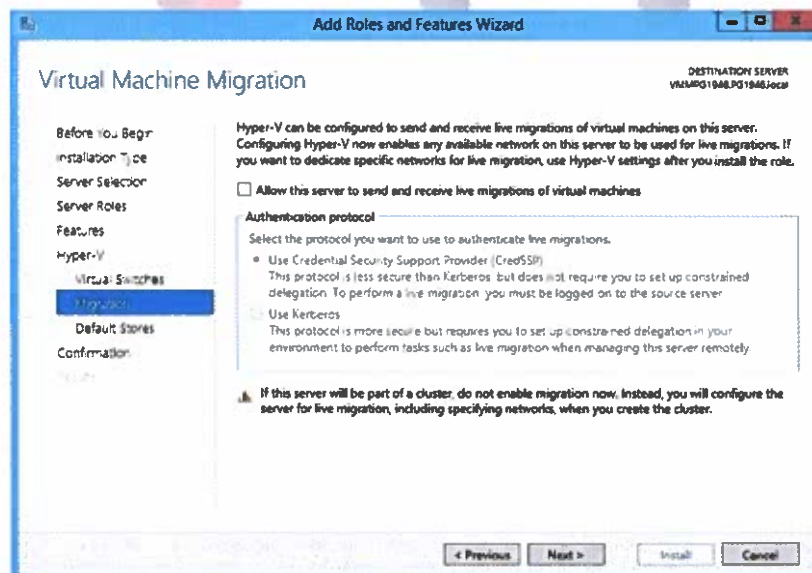 Add Roles and Features Wizard
Virtual Machine Migration
DESTINATION SERVER
Before You Begin
Installation Type
Server Selection
Server Roles
Features
Hyper-V
Virtual Switches
Migration
Default Stores
Confirmation
Hyper-V can be configured to send and receive live migrations of virtual machines on this server.
Configuring Hyper-V now enables any available network on this server to be used for live migrations. If
you want to dedicate specific networks for live migration, use Hyper-V settings after you install the role.
Allow this server to send and receive live migrations of virtual machines
Authentication protocol
Select the protocol you want to use to authenticate live migrations.
Use Credential Security Support Provider (CredSSP)
This protocol is less secure than Kerberos, but does not require you to set up constrained
delegation. To perform a live migration, you must be logged on to the source server.
Use Kerberos
This protocol is more secure but requires you to set up constrained delegation in your
environment to perform tasks such as live migration when managing this server remotely.
If this server will be part of a cluster, do not enable migration now. Instead, you will configure the
server for live migration, including specifying networks, when you create the cluster.
< Previous
Next >
Install
Cancel